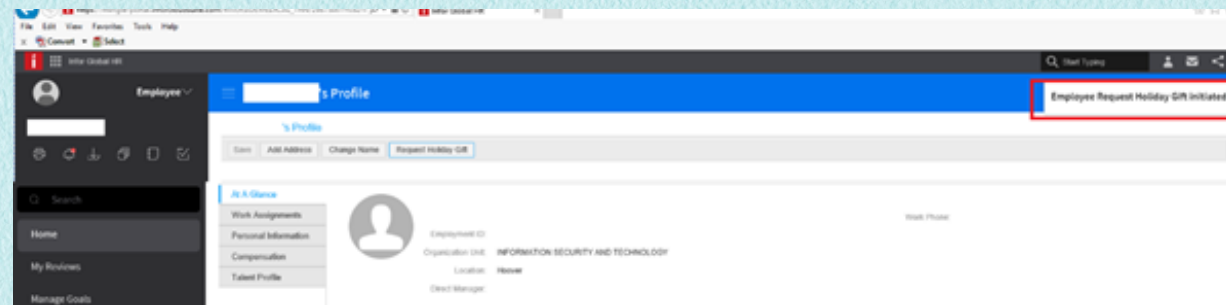 Infor Global HR
File Edit View Favorites Tools Help
x Convert Select
Infor Global HR
Start Typing
Employee
's Profile
Employee Request Holiday Gift Initiated
's Profile
Save Add Address Change Name Request Holiday Gift
Search
At A Glance
Work Assignments
Work Phone:
Home
Personal Information
Employment ID:
Compensation
Organization Unit: INFORMATION SECURITY AND TECHNOLOGY
My Reviews
Location: Hoover
Talent Profile
Direct Manager:
Manage Goals